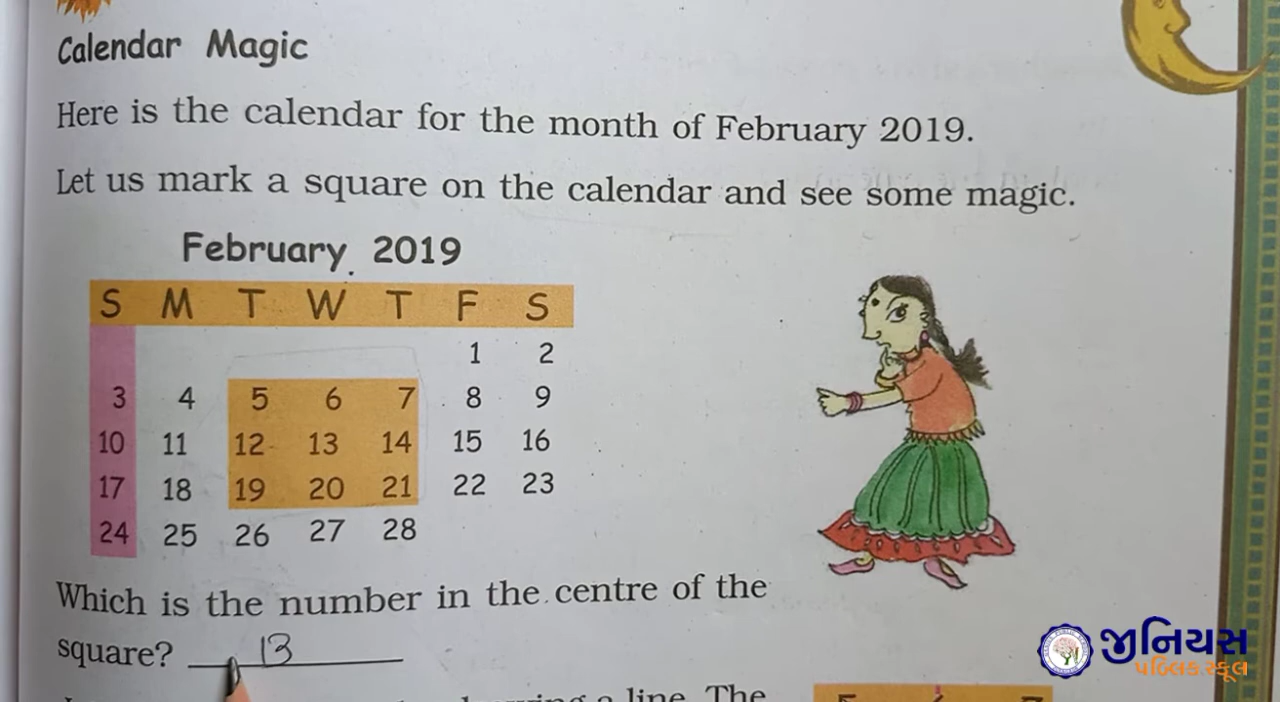 Calendar Magic
Here is the calendar for the month of February 2019.
Let us mark a square on the calendar and see some magic.
February 2019
S M T W T F S
1 2
3 4 5 6 7 8 9
10 11 12 13 14 15 16
17 18 19 20 21 22 23
24 25 26 27 28
Which is the number in the centre of the
square? 13
a line. The
જીનિયસ
પબ્લિક સ્કૂલ